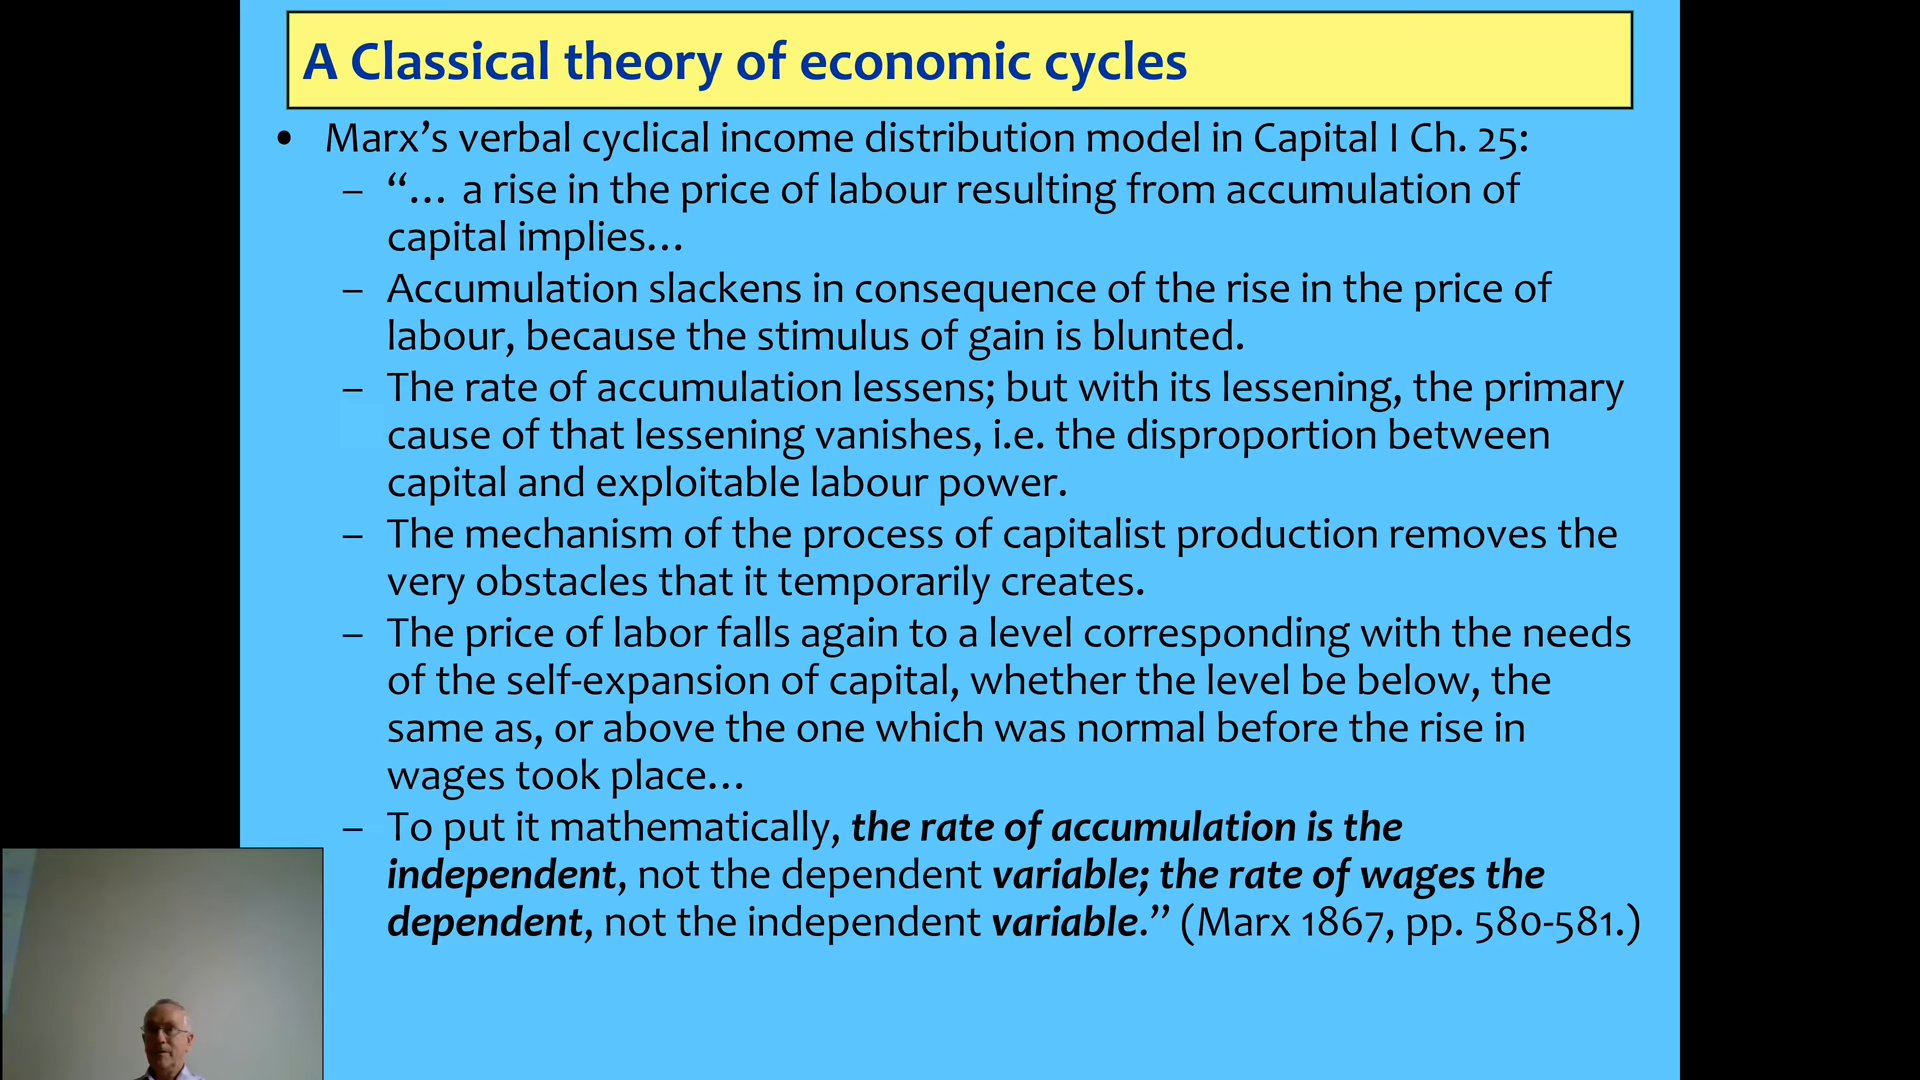 A Classical theory of economic cycles
• Marx’s verbal cyclical income distribution model in Capital I Ch. 25:
– “… a rise in the price of labour resulting from accumulation of
capital implies…
– Accumulation slackens in consequence of the rise in the price of
labour, because the stimulus of gain is blunted.
– The rate of accumulation lessens; but with its lessening, the primary
cause of that lessening vanishes, i.e. the disproportion between
capital and exploitable labour power.
– The mechanism of the process of capitalist production removes the
very obstacles that it temporarily creates.
– The price of labor falls again to a level corresponding with the needs
of the self-expansion of capital, whether the level be below, the
same as, or above the one which was normal before the rise in
wages took place…
– To put it mathematically, the rate of accumulation is the
independent, not the dependent variable; the rate of wages the
dependent, not the independent variable.” (Marx 1867, pp. 580-581.)